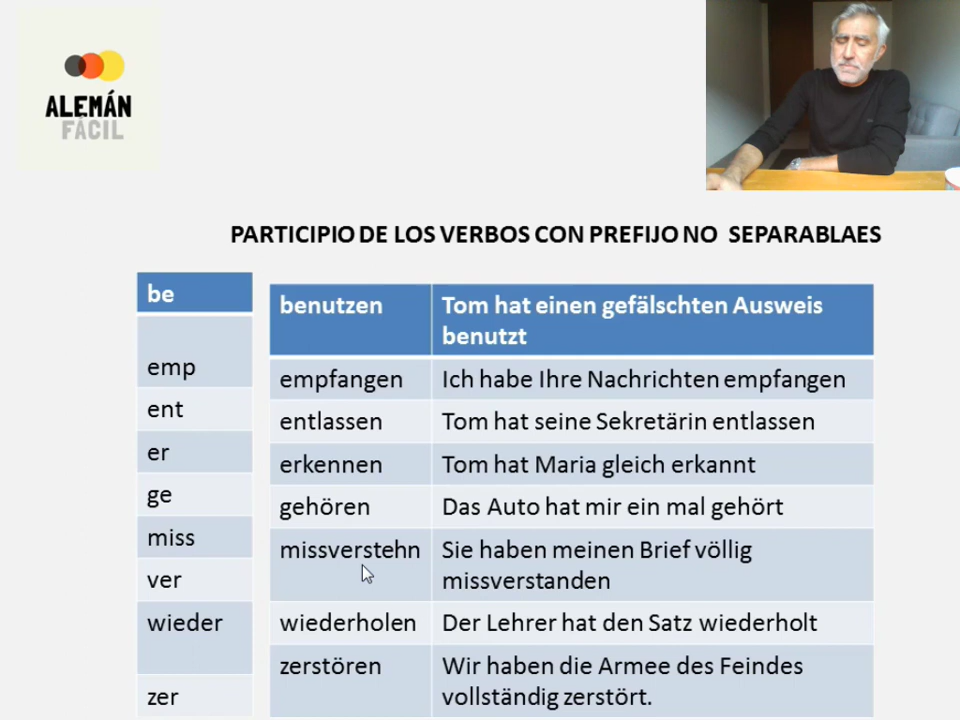 ALEMÁN
FÁCIL
PARTICIPIO DE LOS VERBOS CON PREFIJO NO SEPARABLAES
be
emp
ent
er
ge
miss
ver
wieder
zer
benutzen
Tom hat einen gefälschten Ausweis
benutzt
empfangen
Ich habe Ihre Nachrichten empfangen
entlassen
Tom hat seine Sekretärin entlassen
erkennen
Tom hat Maria gleich erkannt
gehören
Das Auto hat mir ein mal gehört
missverstehn
Sie haben meinen Brief völlig
missverstanden
wiederholen
Der Lehrer hat den Satz wiederholt
zerstören
Wir haben die Armee des Feindes
vollständig zerstört.